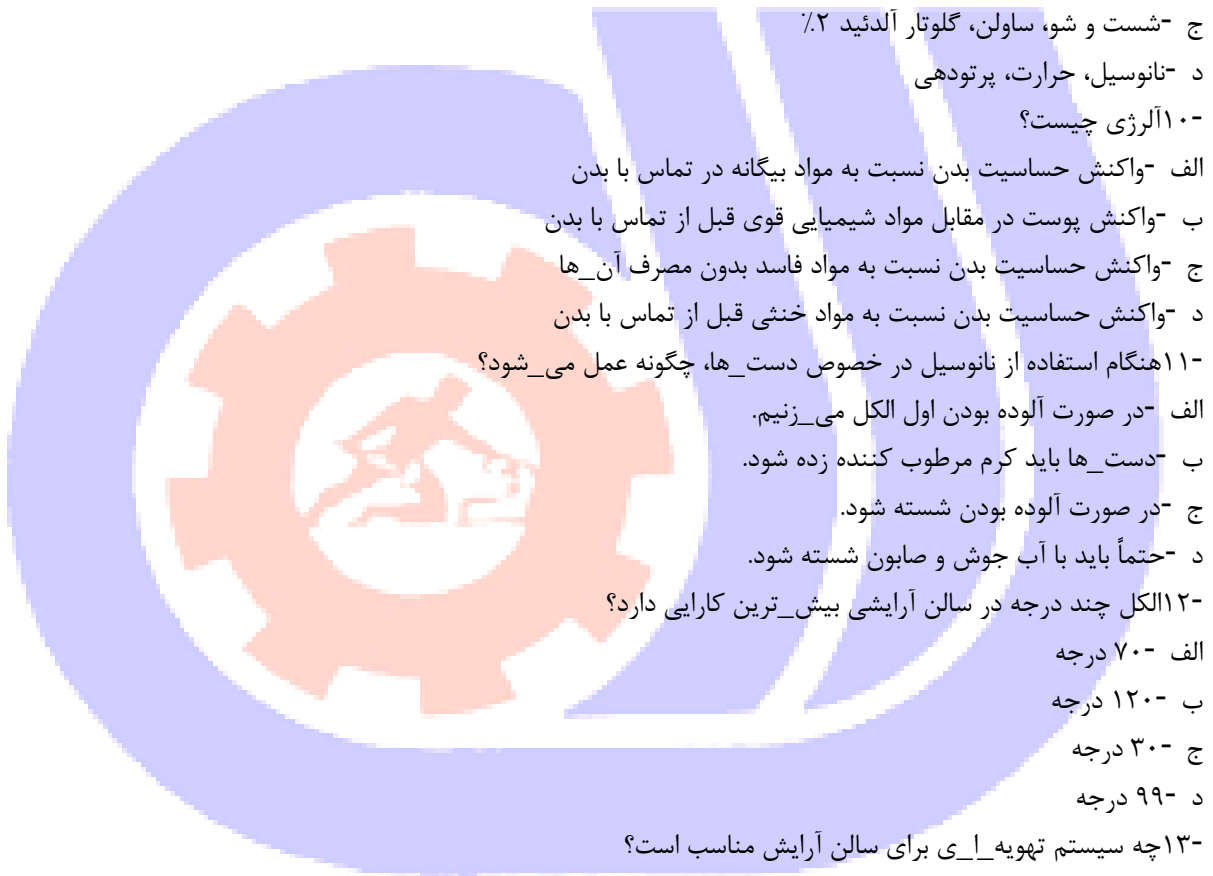 ج -شست و شو، ساولن، گلوتار آلدئید ۲٪
د -نانوسیل، حرارت، پرتودهی
-۱۰آلرژی چیست؟
الف -واکنش حساسیت بدن نسبت به مواد بیگانه در تماس با بدن
ب -واکنش پوست در مقابل مواد شیمیایی قوی قبل از تماس با بدن
ج -واکنش حساسیت بدن نسبت به مواد فاسد بدون مصرف آن_ها
د -واکنش حساسیت بدن نسبت به مواد خنثی قبل از تماس با بدن
-۱۱هنگام استفاده از نانوسیل در خصوص دست_ها، چگونه عمل می_شود؟
الف -در صورت آلوده بودن اول الکل می_زنیم.
ب -دست_ها باید کرم مرطوب کننده زده شود.
ج -در صورت آلوده بودن شسته شود.
د -حتماً باید با آب جوش و صابون شسته شود.
-۱۲الکل چند درجه در سالن آرایشی بیش_ترین کارایی دارد؟
الف -۷۰ درجه
ب -۱۲۰ درجه
ج -۳۰ درجه
د -۹۹ درجه
-۱۳چه سیستم تهویه_ا_ی برای سالن آرایش مناسب است؟